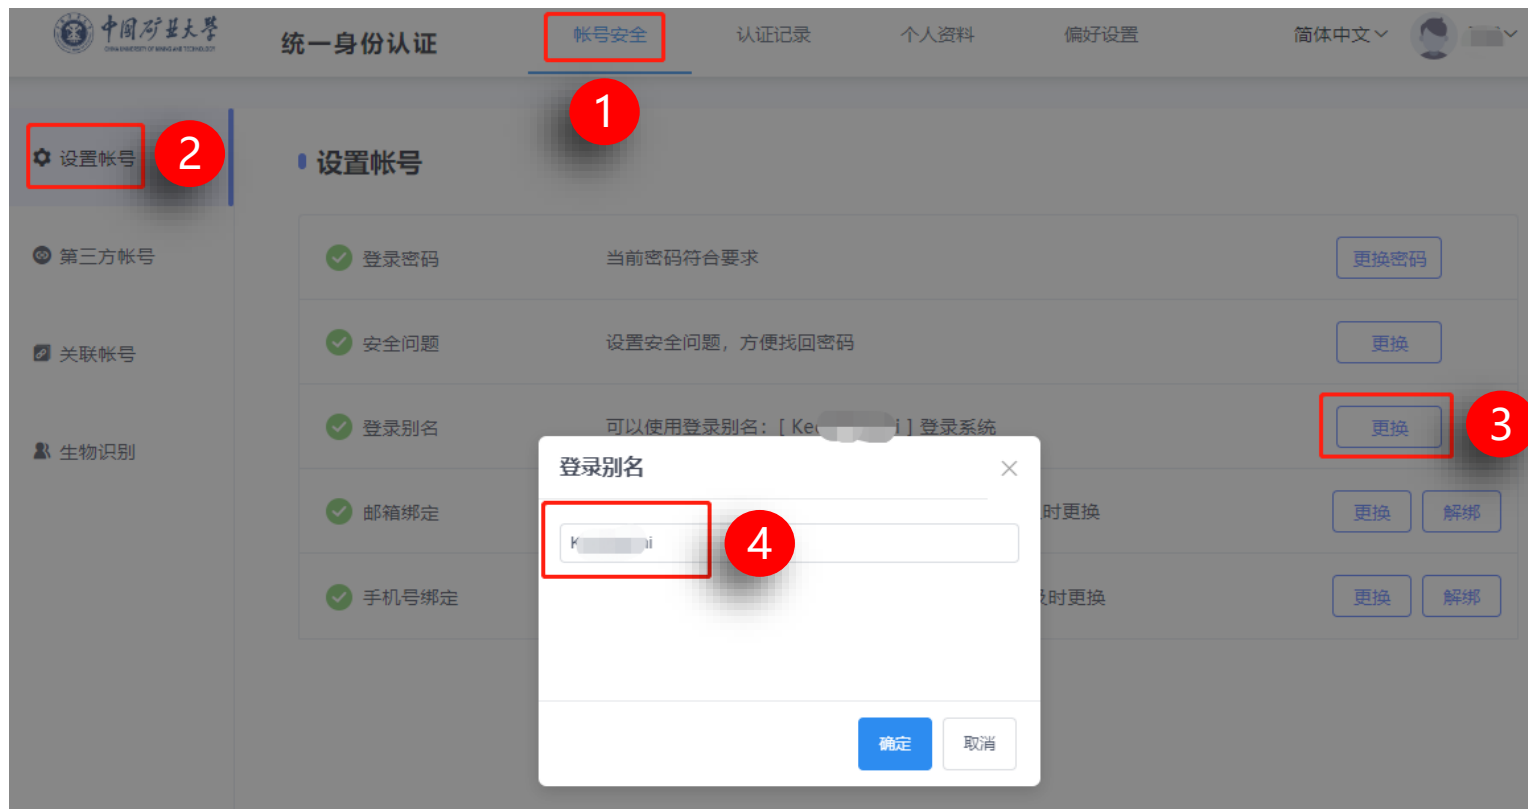 中国矿业大学
CHINA UNIVERSITY OF MINING AND TECHNOLOGY
统一身份认证
帐号安全
认证记录
个人资料
偏好设置
简体中文
1
设置帐号
2
第三方帐号
关联帐号
生物识别
设置帐号
登录密码 当前密码符合要求 更换密码
安全问题 设置安全问题，方便找回密码 更换
登录别名 可以使用登录别名：[ Ke i ] 登录系统 更换
3
邮箱绑定 时更换 更换 解绑
手机号绑定 及时更换 更换 解绑
登录别名
K i
4
确定 取消